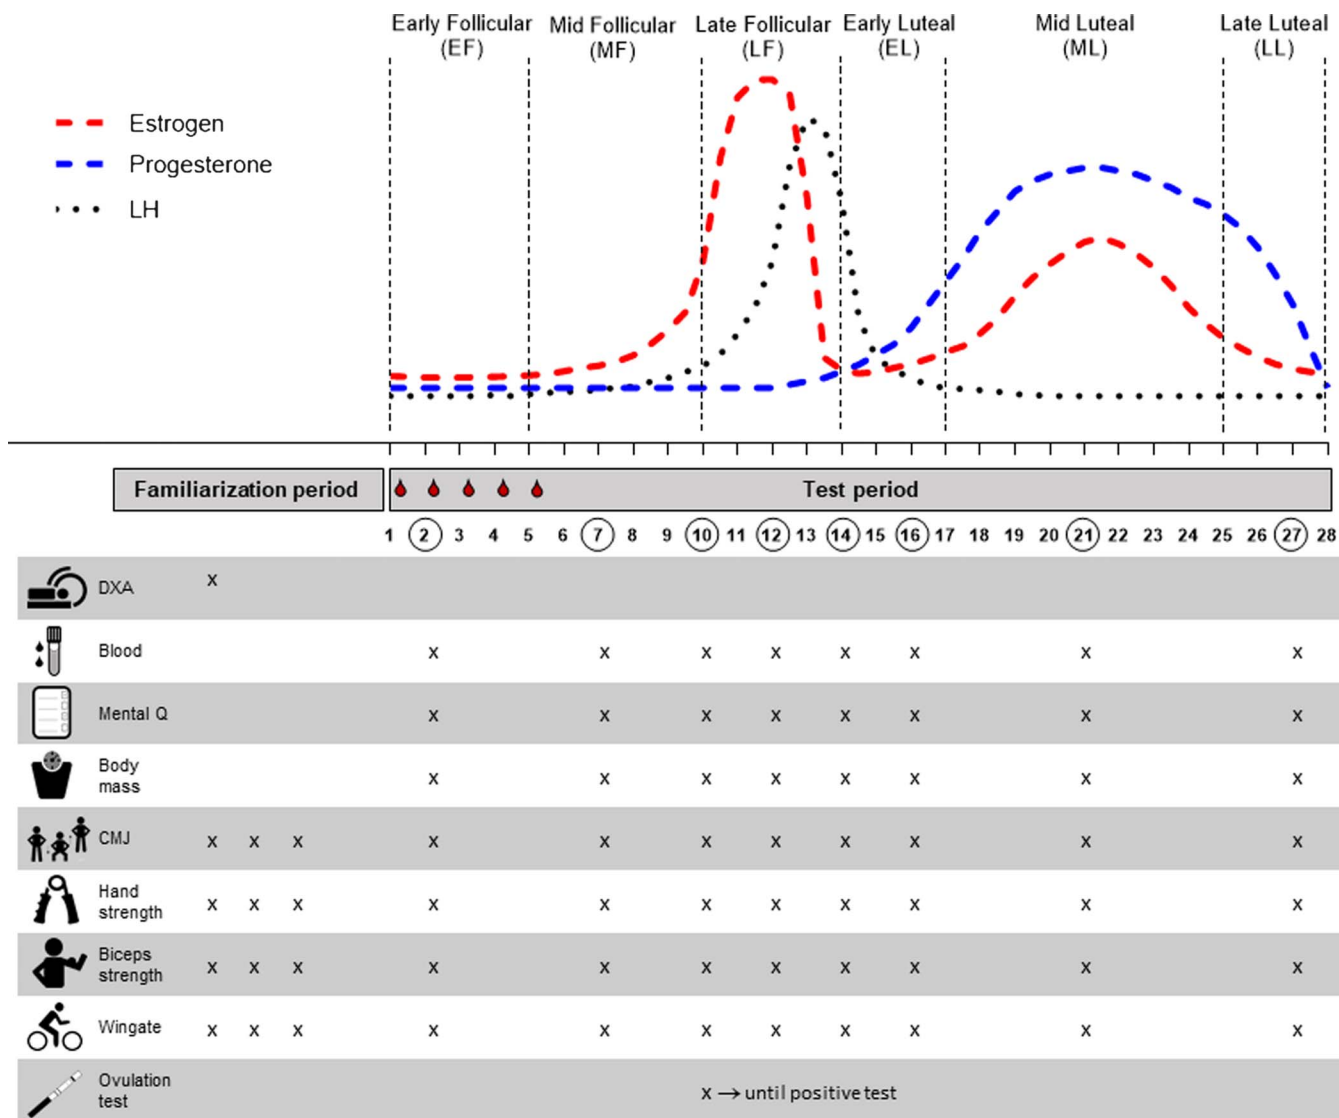 Early Follicular Mid Follicular Late Follicular Early Luteal Mid Luteal Late Luteal
(EF) (MF) (LF) (EL) (ML) (LL)
Estrogen
Progesterone
LH
Familiarization period Test period
1 2 3 4 5 6 7 8 9 10 11 12 13 14 15 16 17 18 19 20 21 22 23 24 25 26 27 28
DXA x
Blood x x x x x x x x
Mental Q x x x x x x x x
Body
mass x x x x x x x x
CMJ x x x x x x x x x x x
Hand
strength x x x x x x x x x x x
Biceps
strength x x x x x x x x x x x
Wingate x x x x x x x x x x x
Ovulation
test x → until positive test